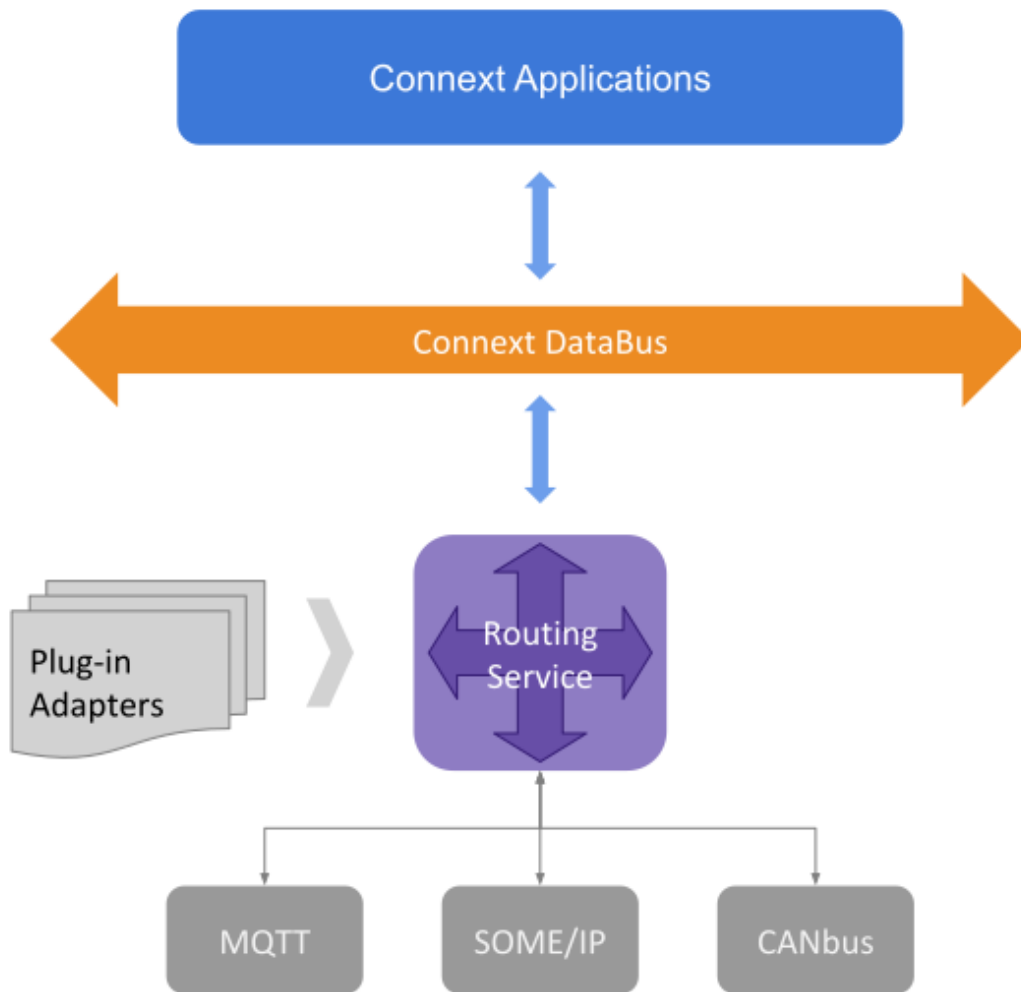 Connext Applications
Connext DataBus
Plug-in
Adapters
Routing
Service
MQTT
SOME/IP
CANbus